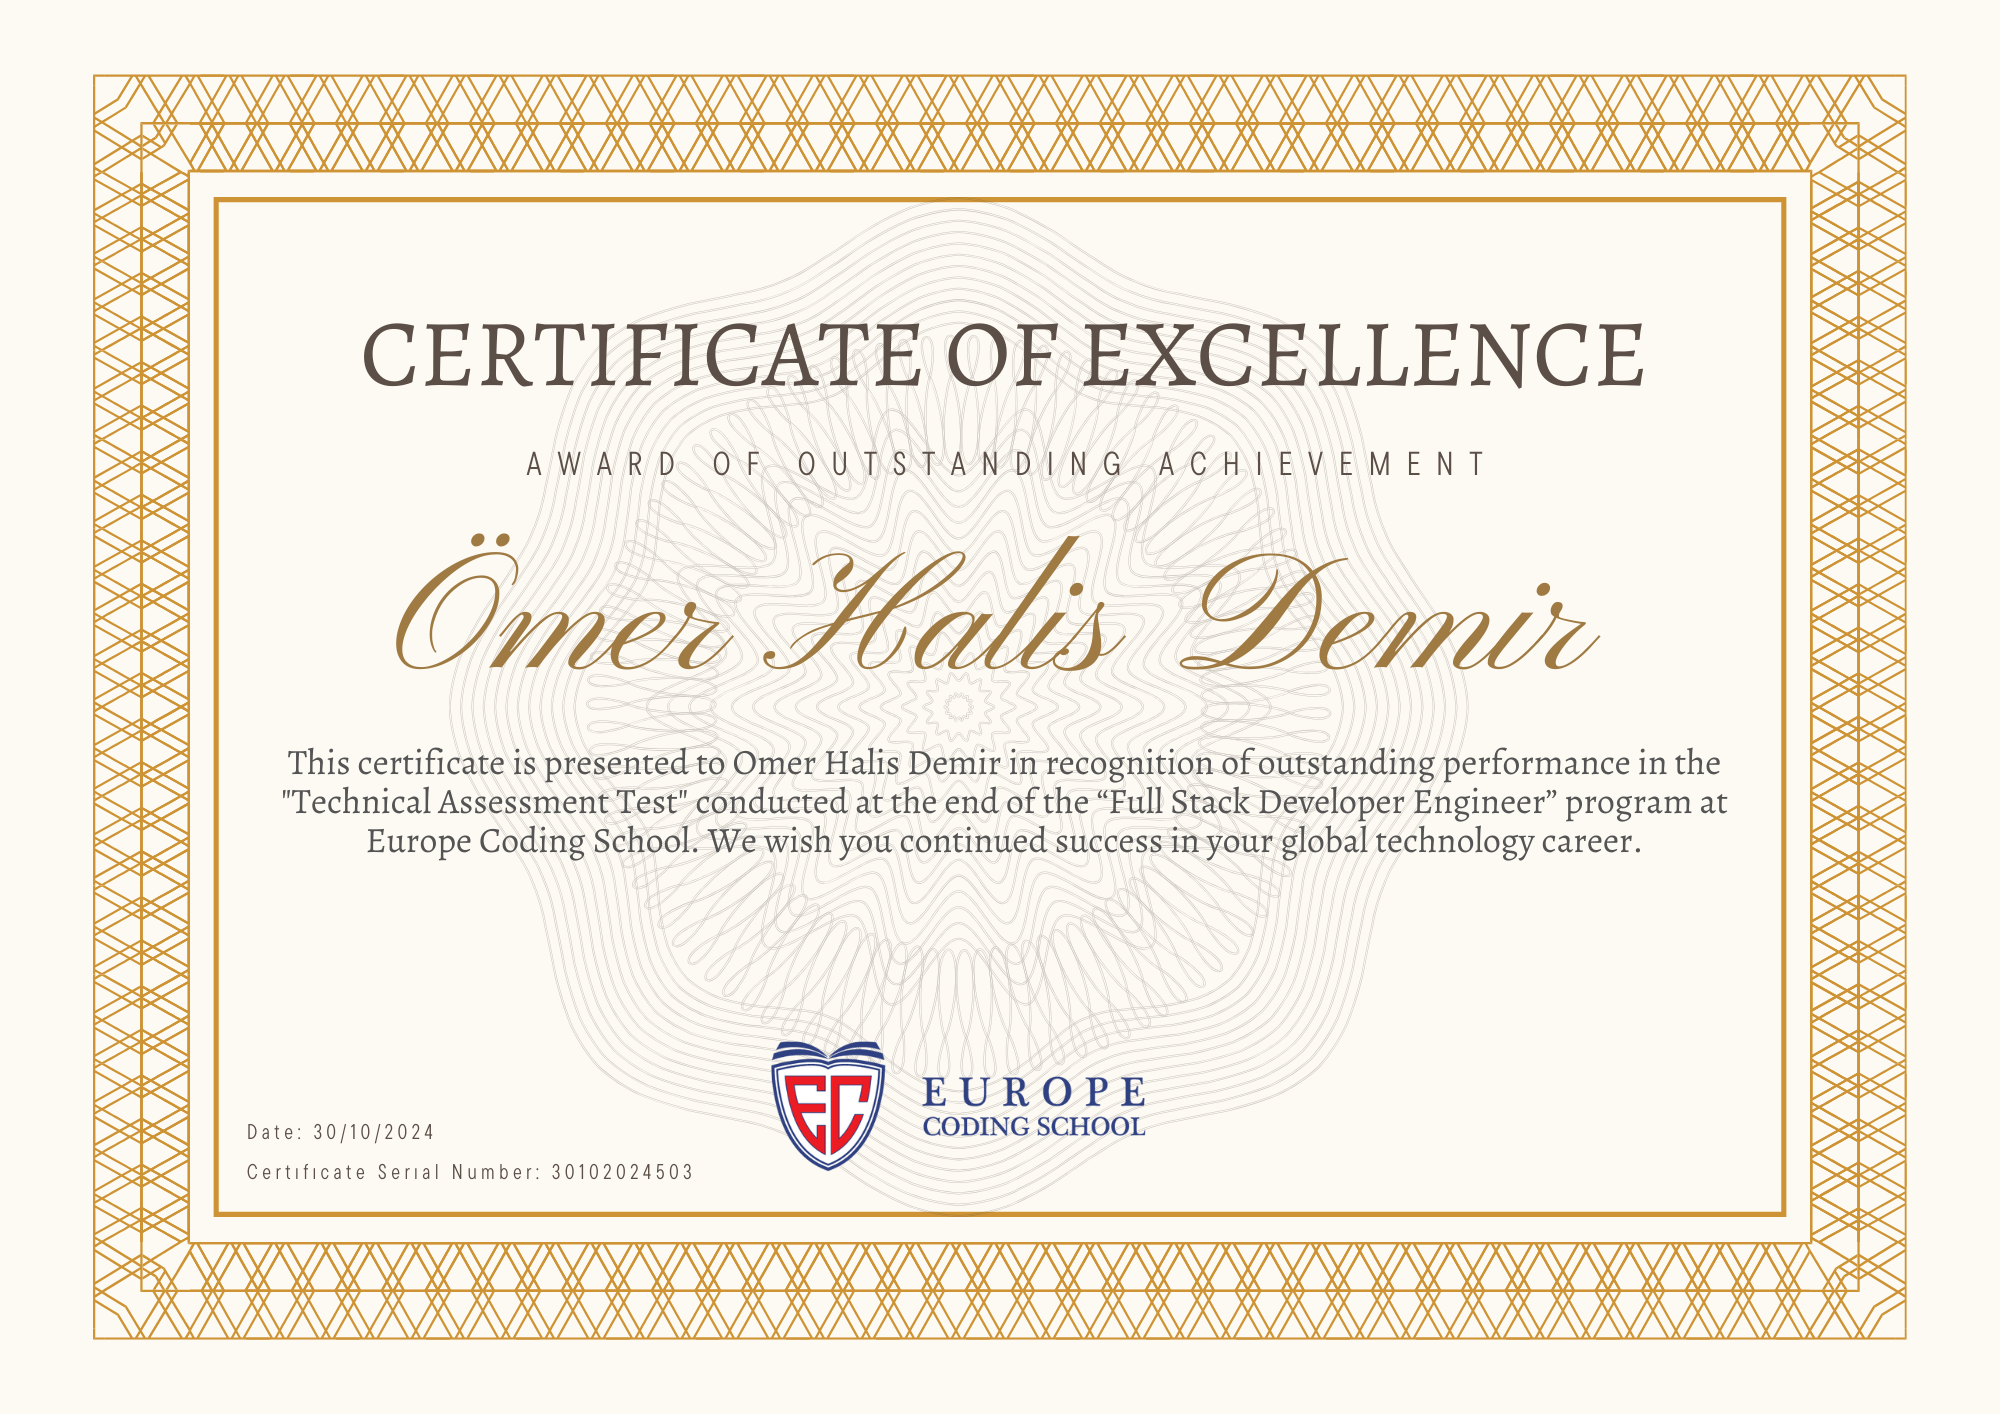 CERTIFICATE OF EXCELLENCE
AWARD OF OUTSTANDING ACHIEVEMENT
Ömer Halis Demir
This certificate is presented to Omer Halis Demir in recognition of outstanding performance in the
"Technical Assessment Test" conducted at the end of the “Full Stack Developer Engineer” program at
Europe Coding School. We wish you continued success in your global technology career.
EC
EUROPE
CODING SCHOOL
Date: 30/10/2024
Certıfıcate Serıal Number: 30102024503